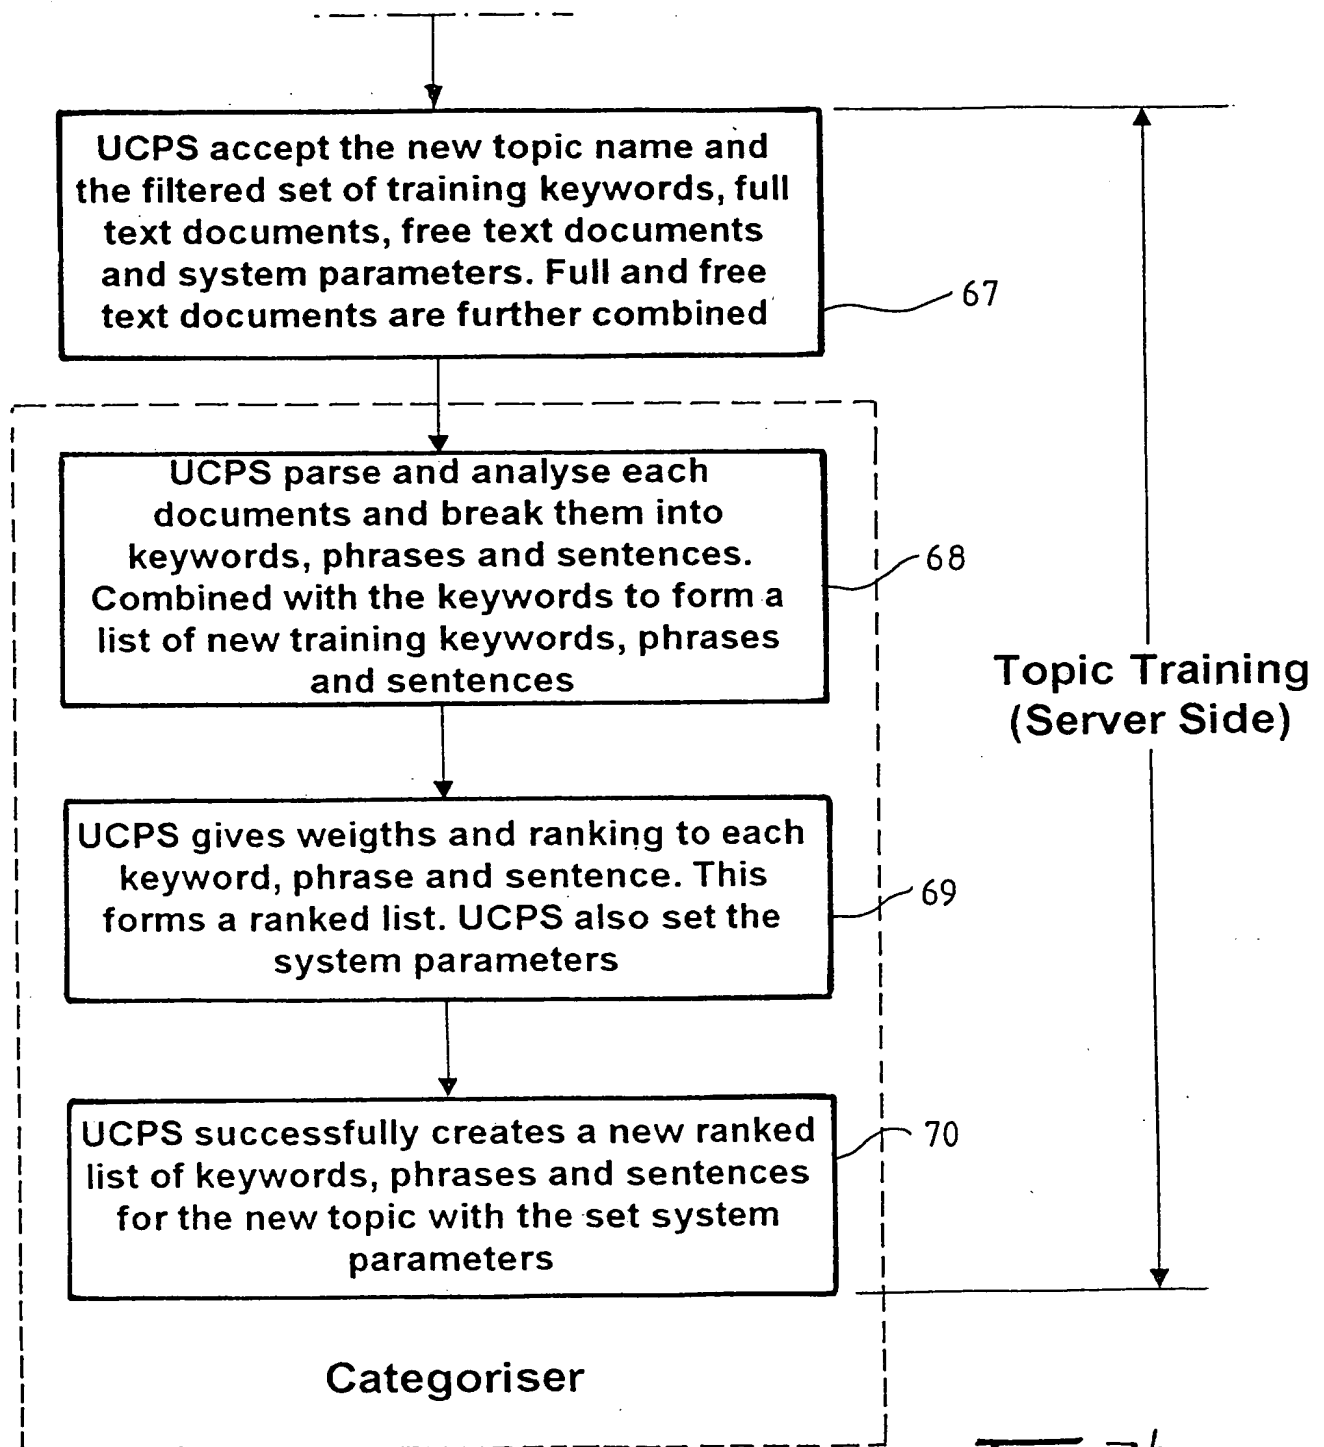 UCPS accept the new topic name and
the filtered set of training keywords, full
text documents, free text documents
and system parameters. Full and free
text documents are further combined
67
UCPS parse and analyse each
documents and break them into
keywords, phrases and sentences.
Combined with the keywords to form a
list of new training keywords, phrases
and sentences
68
Topic Training
(Server Side)
UCPS gives weigths and ranking to each
keyword, phrase and sentence. This
forms a ranked list. UCPS also set the
system parameters
69
UCPS successfully creates a new ranked
list of keywords, phrases and sentences
for the new topic with the set system
parameters
70
Categoriser